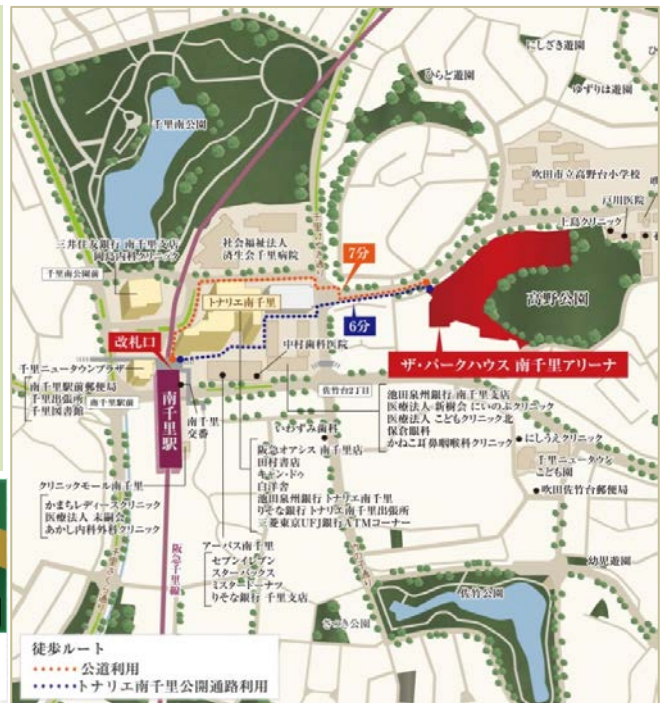 にしざき遊園
ひらど遊園
ゆずりは遊園
千里南公園
吹田市立高野台小学校
戸川医院
上島クリニック
三井住友銀行 南千里支店
岡島内科クリニック
社会福祉法人
済生会千里病院
千里南公園前
7分
高野公園
トナリエ南千里
6分
改札口
中村歯科医院
ザ・パークハウス 南千里アリーナ
千里ニュータウンプラザ
南千里駅前郵便局
千里出張所
千里図書館
南千里駅前
南千里駅
南千里
交番
佐竹台2丁目
池田泉州銀行 南千里支店
医療法人 新樹会 にいのぶクリニック
医療法人 こどもクリニック北
保倉眼科
かねこ耳鼻咽喉科クリニック
にしうえクリニック
いわずみ歯科
阪急オアシス 南千里店
田村書店
キャン・ドゥ
白洋舎
池田泉州銀行 トナリエ南千里
りそな銀行 トナリエ南千里出張所
三菱東京UFJ銀行ATMコーナー
千里ニュータウン
こども園
吹田佐竹台郵便局
クリニックモール南千里
かまちレディースクリニック
医療法人 末嗣会
あかし内科外科クリニック
阪急千里線
アーバス南千里
セブンイレブン
スターバックス
ミスタードーナツ
りそな銀行 千里支店
幼児遊園
佐竹公園
さつき公園
徒歩ルート
公道利用
トナリエ南千里公開通路利用